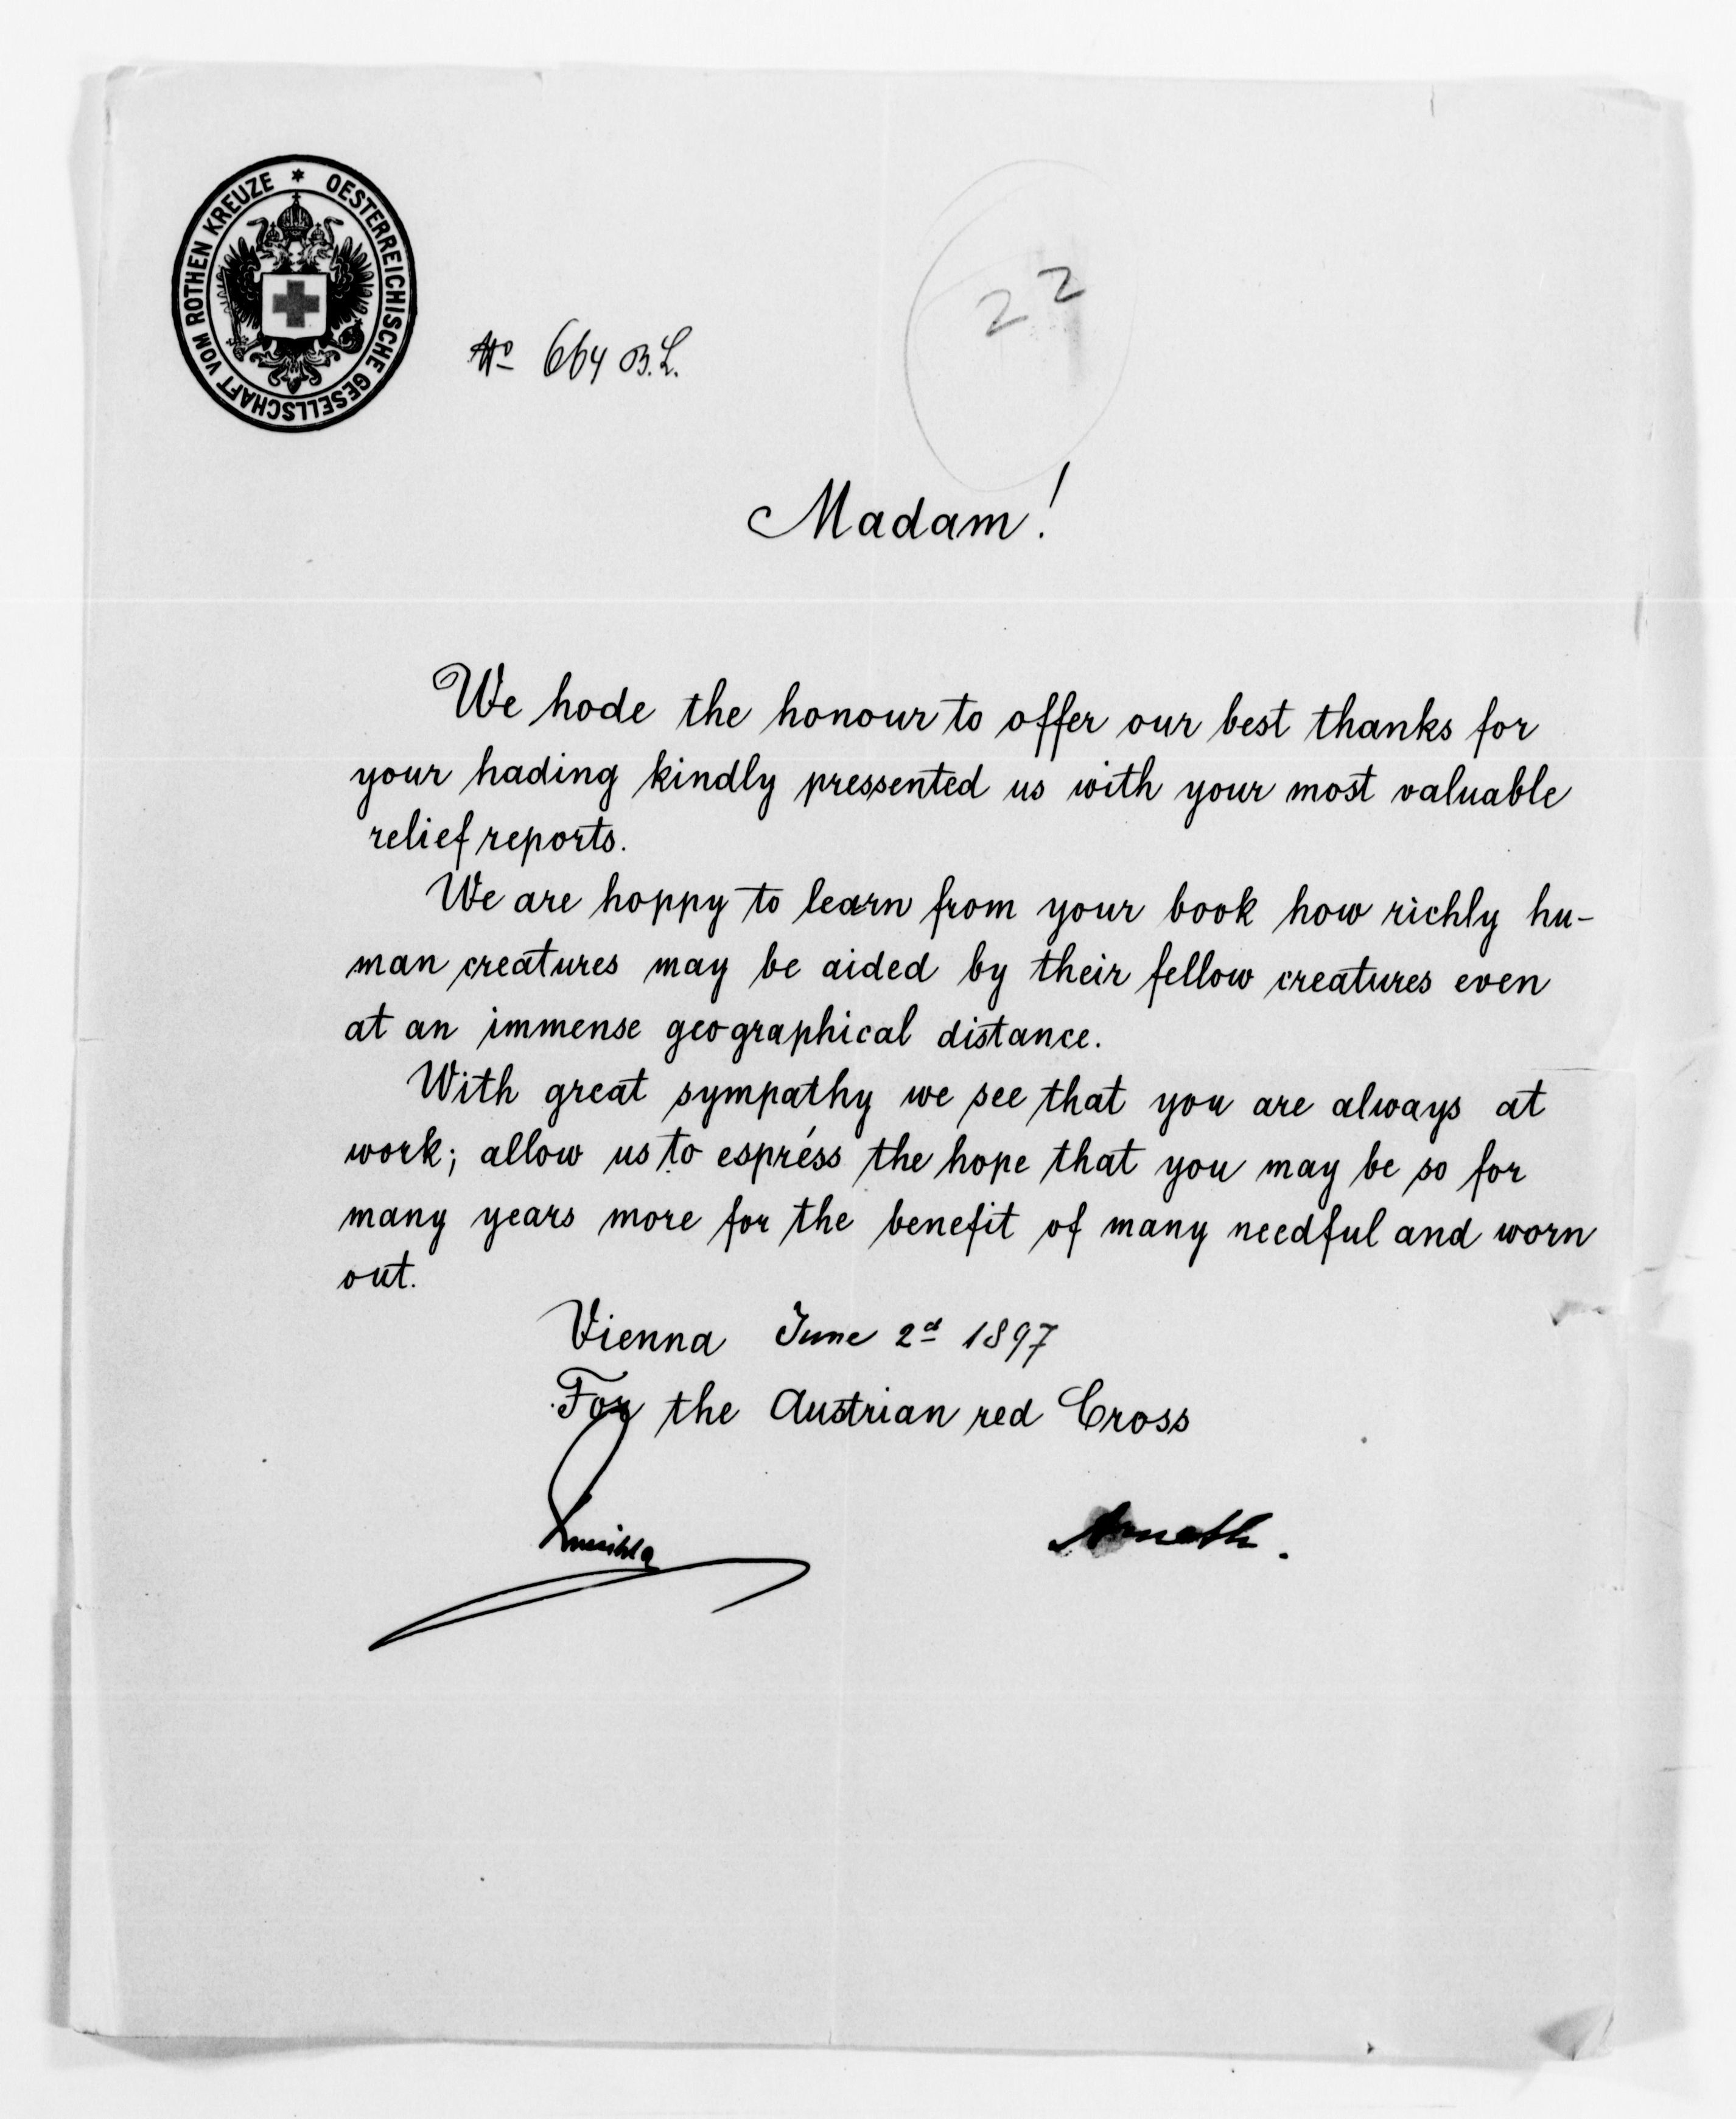 OESTERREICHISCHE GESELLSCHAFT VOM ROTHEN KREUZE
22
No 664 B.L.
Madam!
We hode the honour to offer our best thanks for
your hading kindly pressented us with your most valuable
relief reports.
We are hoppy to learn from your book how richly hu-
man creatures may be aided by their fellow creatures even
at an immense geographical distance.
With great sympathy we see that you are always at
work; allow us to espréss the hope that you may be so for
many years more for the benefit of many needful and worn
out.
Vienna June 2d 1897
For the Austrian red Cross
Arneth.